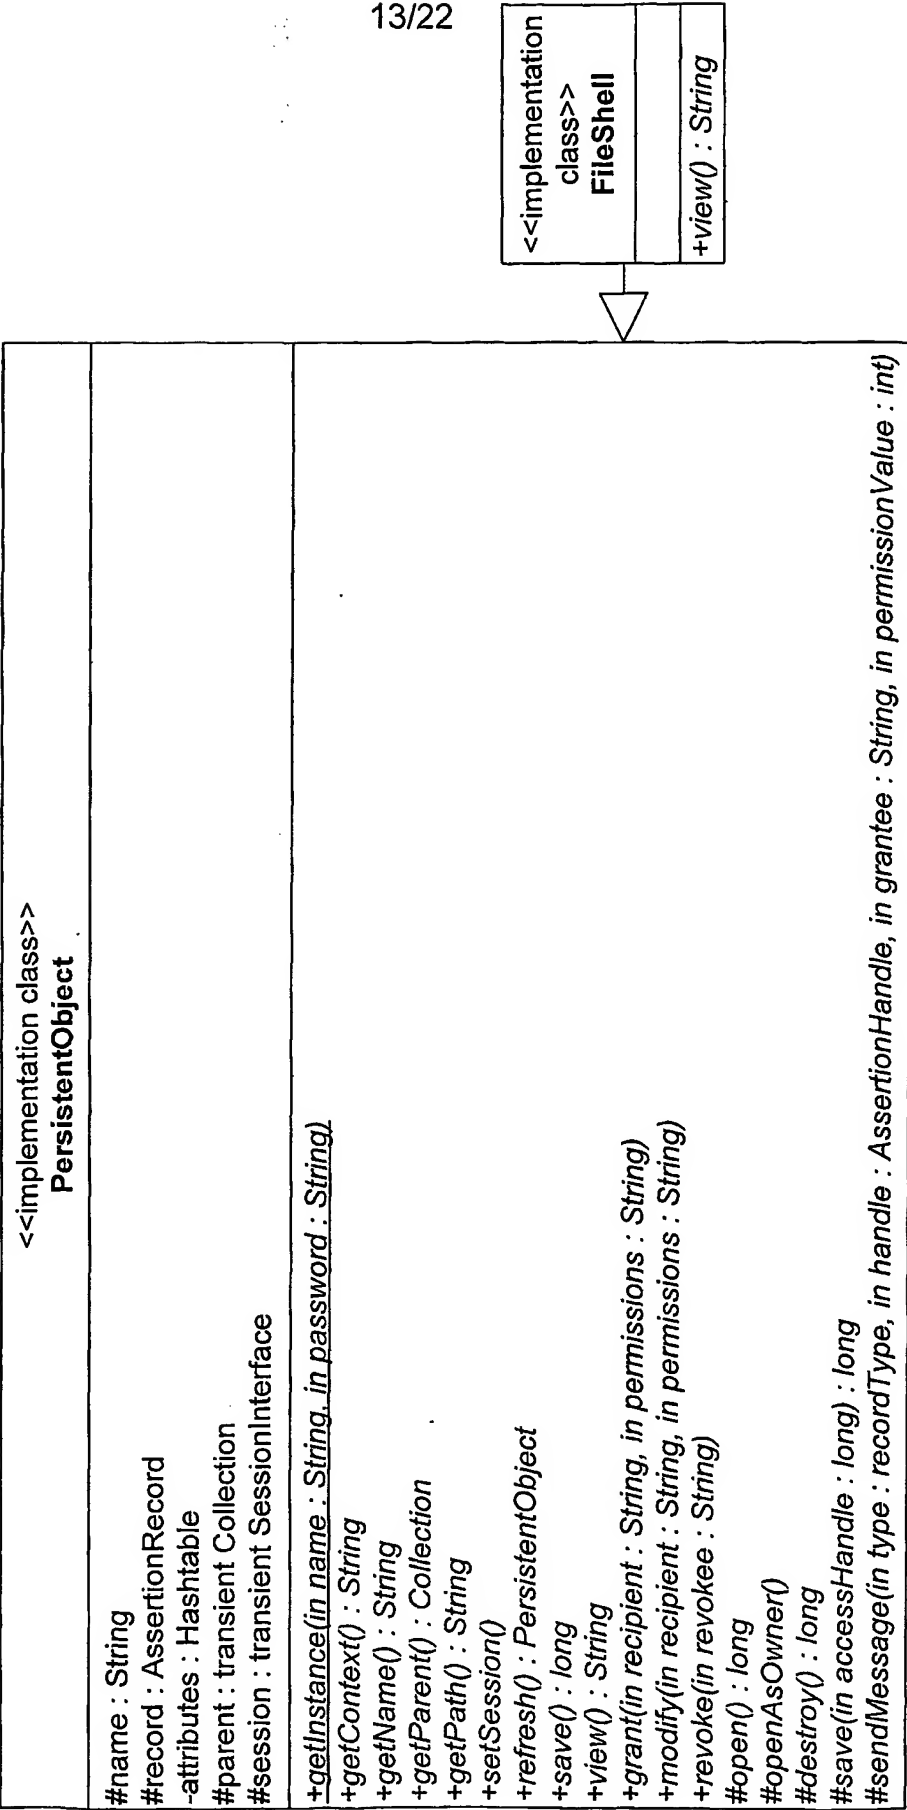 13/22
<<implementation class>>
PersistentObject
#name : String
#record : AssertionRecord
-attributes : Hashtable
#parent : transient Collection
#session : transient SessionInterface
+getInstance(in name : String, in password : String)
+getContext() : String
+getName() : String
+getParent() : Collection
+getPath() : String
+setSession()
+refresh() : PersistentObject
+save() : long
+view() : String
+grant(in recipient : String, in permissions : String)
+modify(in recipient : String, in permissions : String)
+revoke(in revokee : String)
#open() : long
#openAsOwner()
#destroy() : long
#save(in accessHandle : long) : long
#sendMessage(in type : recordType, in handle : AssertionHandle, in grantee : String, in permissionValue : int)
<<implementation
class>>
FileShell
+view() : String